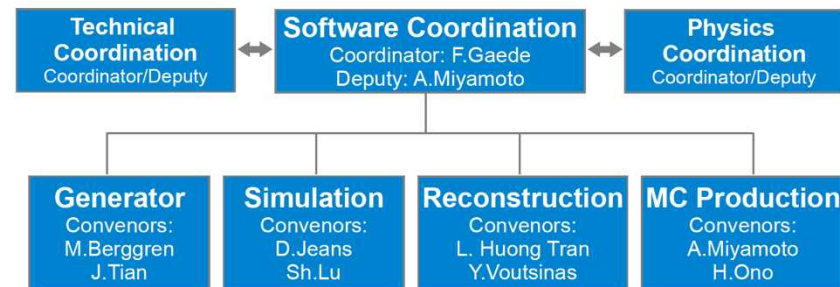 Technical
Coordination
Coordinator/Deputy
Software Coordination
Coordinator: F.Gaede
Deputy: A.Miyamoto
Physics
Coordination
Coordinator/Deputy
Generator
Convenors:
M.Berggren
J.Tian
Simulation
Convenors:
D.Jeans
Sh.Lu
Reconstruction
Convenors:
L. Huong Tran
Y.Voutsinas
MC Production
Convenors:
A.Miyamoto
H.Ono